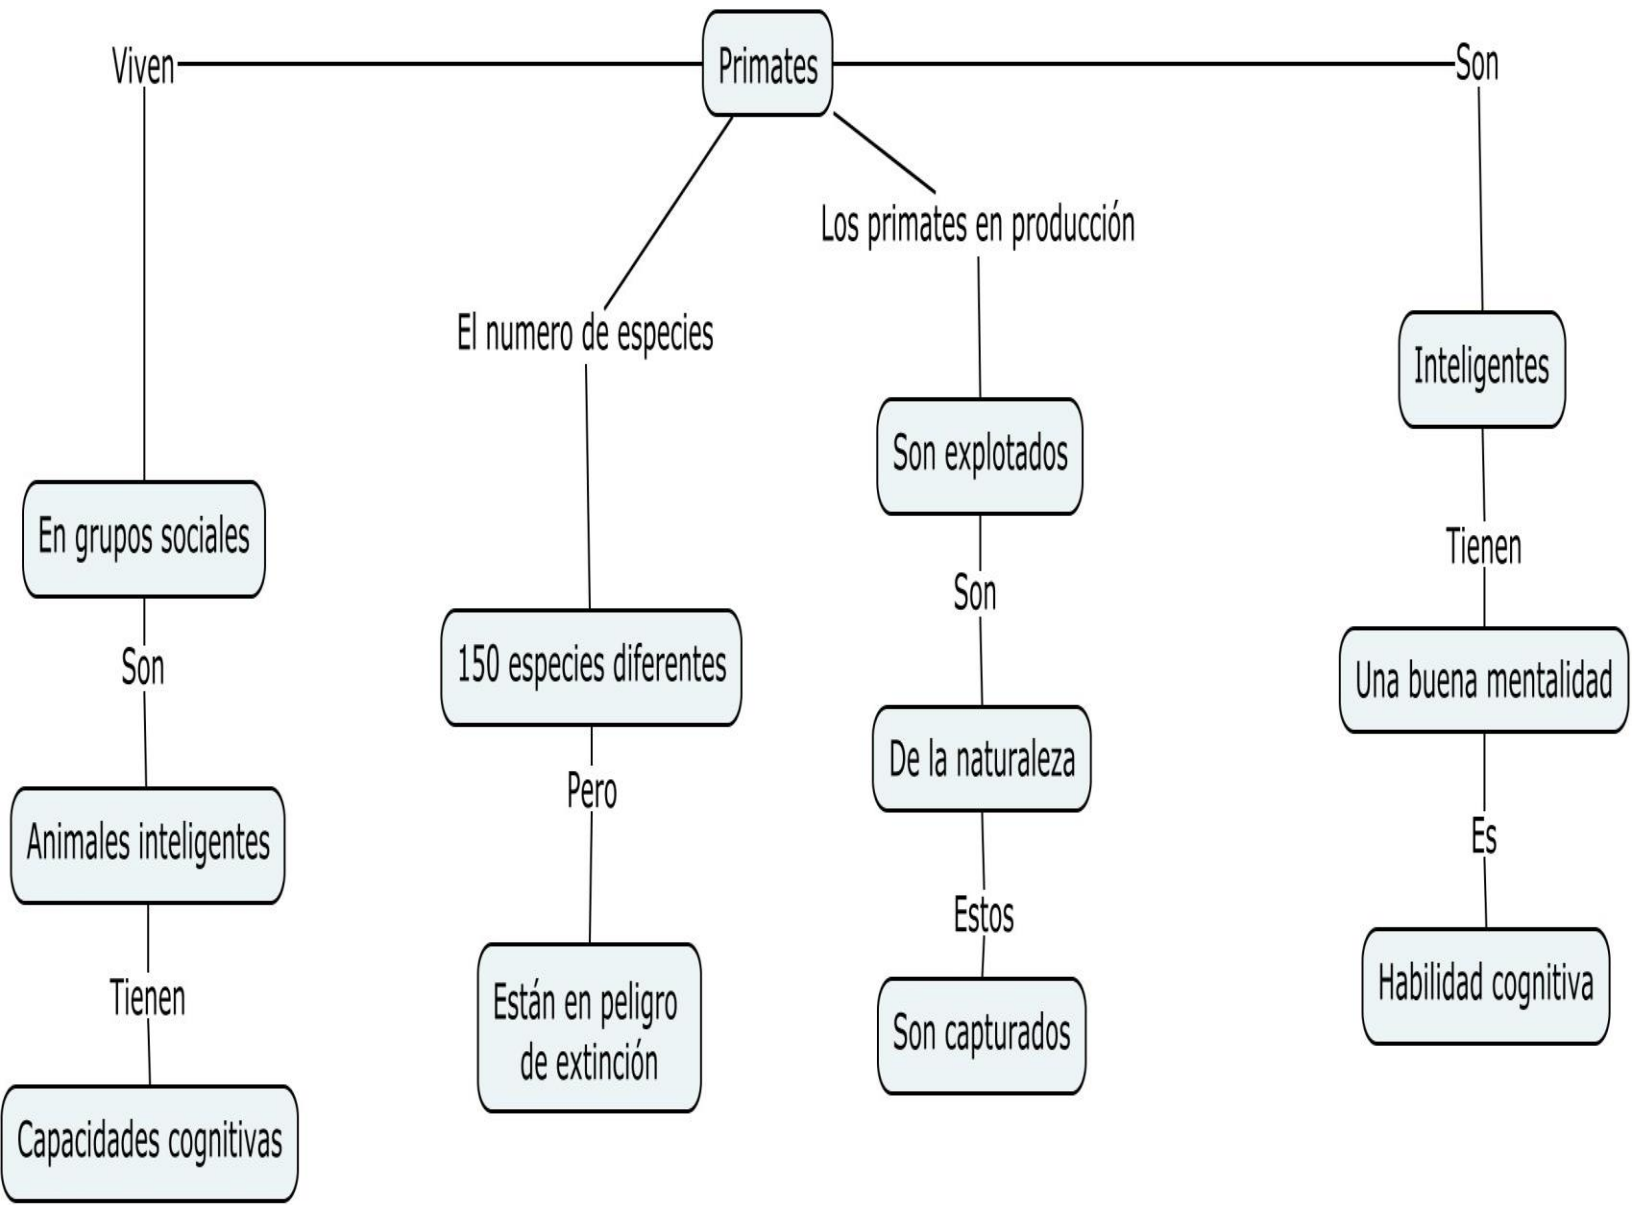 Primates
Viven
En grupos sociales
Son
Animales inteligentes
Tienen
Capacidades cognitivas
El numero de especies
150 especies diferentes
Pero
Están en peligro
de extinción
Los primates en producción
Son explotados
Son
De la naturaleza
Estos
Son capturados
Son
Inteligentes
Tienen
Una buena mentalidad
Es
Habilidad cognitiva